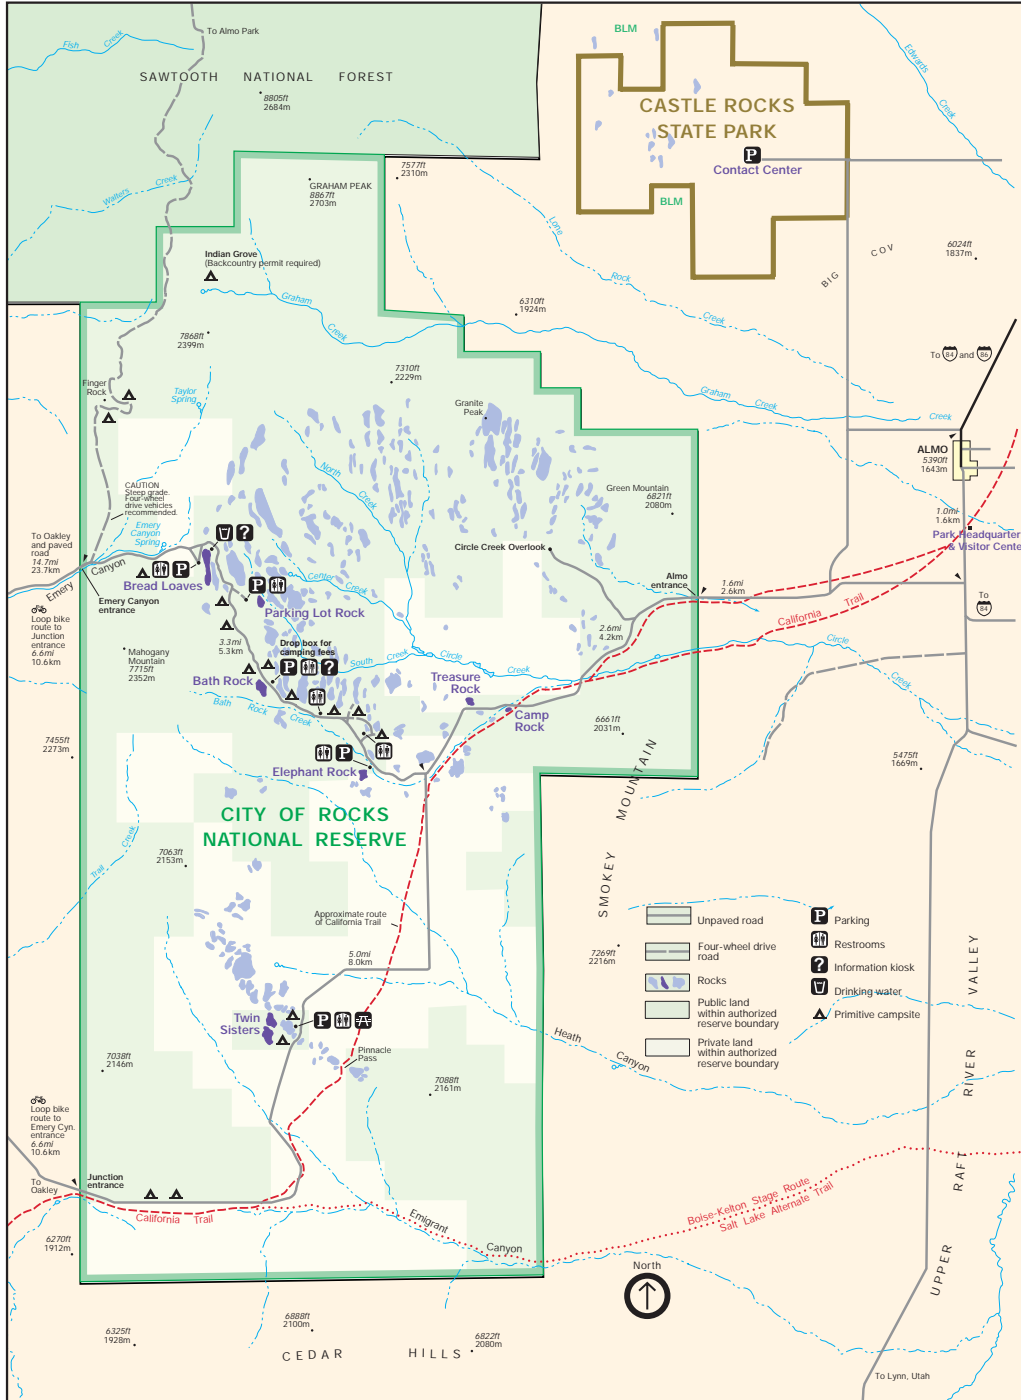 To Almo Park
Fish Creek
SAWTOOTH NATIONAL FOREST
8805ft
2684m
BLM
Edwards Creek
CASTLE ROCKS
STATE PARK
P
Contact Center
BLM
7577ft
2310m
GRAHAM PEAK
8867ft
2703m
Walters Creek
Lone Rock Creek
Indian Grove
(Backcountry permit required)
BIG COV
6024ft
1837m
Graham Creek
6310ft
1924m
7868ft
2399m
To 84 and 86
7310ft
2229m
Finger
Rock
Taylor
Spring
Granite
Peak
Graham Creek
Creek
ALMO
5390ft
1643m
North Creek
CAUTION
Steep grade.
Four-wheel
drive vehicles
recommended.
Green Mountain
6821ft
2080m
1.0mi
1.6km
Park Headquarter
& Visitor Cente
Emery
Canyon
Spring
To Oakley
and paved
road
14.7mi
23.7km
Circle Creek Overlook
Emery Canyon
P
Bread Loaves
?
Center Creek
P
Parking Lot Rock
Almo
entrance
1.6mi
2.6km
To
84
Emery Canyon
entrance
Loop bike
route to
Junction
entrance
6.6mi
10.6km
California Trail
2.6mi
4.2km
3.3mi
5.3km
Drop box for
camping fees
P
?
Mahogany
Mountain
7715ft
2352m
South Creek
Circle Creek
Circle Creek
Bath Rock
Treasure
Rock
Bath Rock Creek
Camp
Rock
6661ft
2031m
7455ft
2273m
P
Elephant Rock
5475ft
1669m
CITY OF ROCKS
NATIONAL RESERVE
SMOKEY MOUNTAIN
Trail Creek
7063ft
2153m
Approximate route
of California Trail
Unpaved road
P
Parking
Four-wheel drive
road
Restrooms
Rocks
?
Information kiosk
Public land
within authorized
reserve boundary
Drinking water
Primitive campsite
Private land
within authorized
reserve boundary
7269ft
2216m
5.0mi
8.0km
UPPER RAFT RIVER VALLEY
Twin
Sisters
P
Pinnacle
Pass
Heath Canyon
7038ft
2146m
7088ft
2161m
Loop bike
route to
Emery Cyn.
entrance
6.6mi
10.6km
To
Oakley
Junction
entrance
California Trail
Emigrant Canyon
Boise-Kelton Stage Route
Salt Lake Alternate Trail
6270ft
1912m
North
6325ft
1928m
6888ft
2100m
6822ft
2080m
CEDAR HILLS
To Lynn, Utah